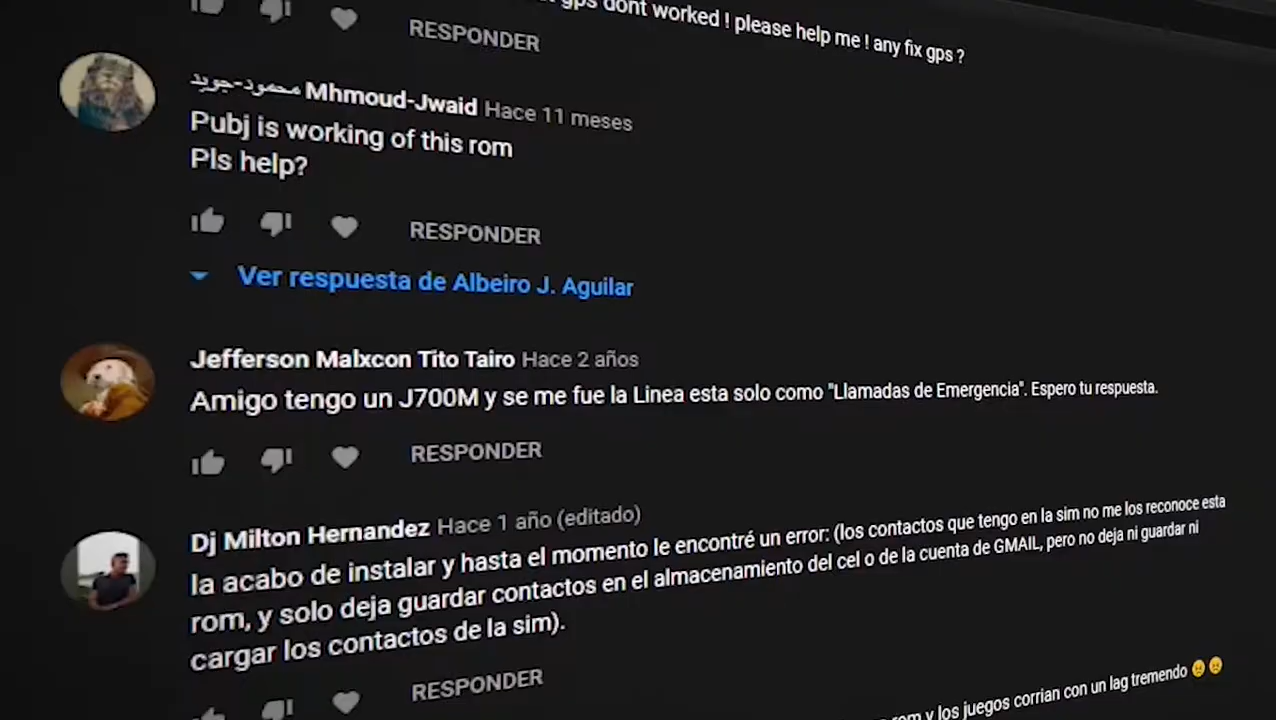 gps dont worked ! please help me ! any fix gps ?
RESPONDER
محمود-جويد Mhmoud-Jwaid Hace 11 meses
Pubj is working of this rom
Pls help?
RESPONDER
Ver respuesta de Albeiro J. Aguilar
Jefferson Malxcon Tito Tairo Hace 2 años
Amigo tengo un J700M y se me fue la Linea esta solo como "Llamadas de Emergencia". Espero tu respuesta.
RESPONDER
Dj Milton Hernandez Hace 1 año (editado)
la acabo de instalar y hasta el momento le encontré un error: (los contactos que tengo en la sim no me los reconoce esta
rom, y solo deja guardar contactos en el almacenamiento del cel o de la cuenta de GMAIL, pero no deja ni guardar ni
cargar los contactos de la sim).
RESPONDER
rom y los juegos corrian con un lag tremendo 😠😠